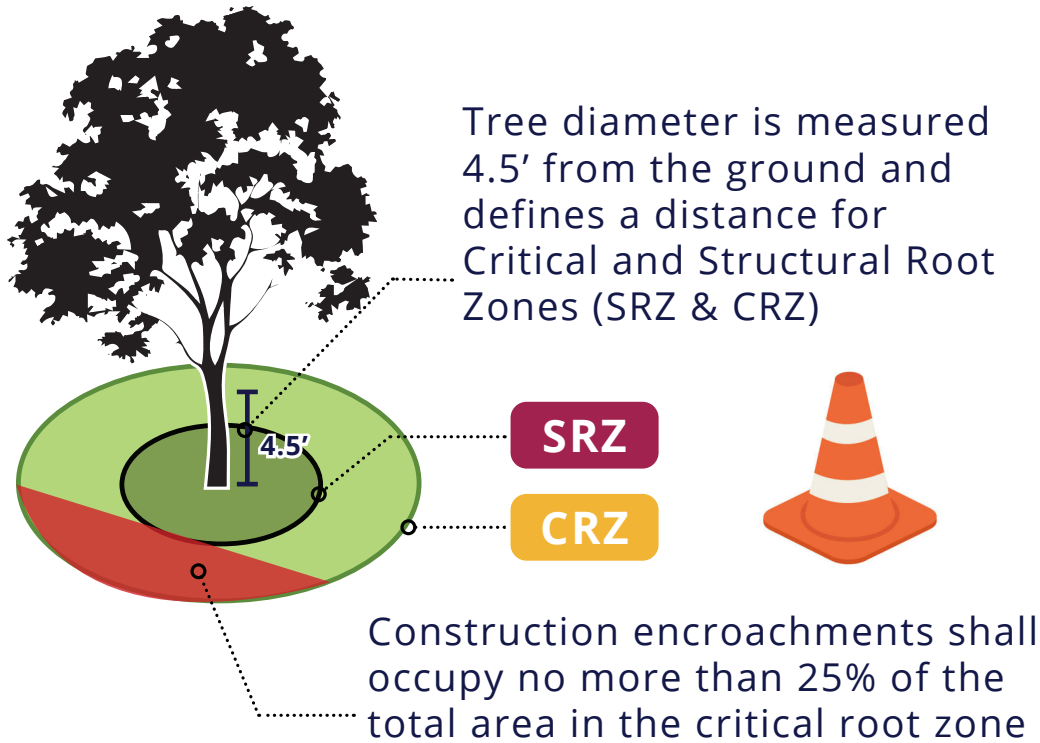 Tree diameter is measured
4.5’ from the ground and
defines a distance for
Critical and Structural Root
Zones (SRZ & CRZ)
SRZ
4.5’
CRZ
Construction encroachments shall
occupy no more than 25% of the
total area in the critical root zone